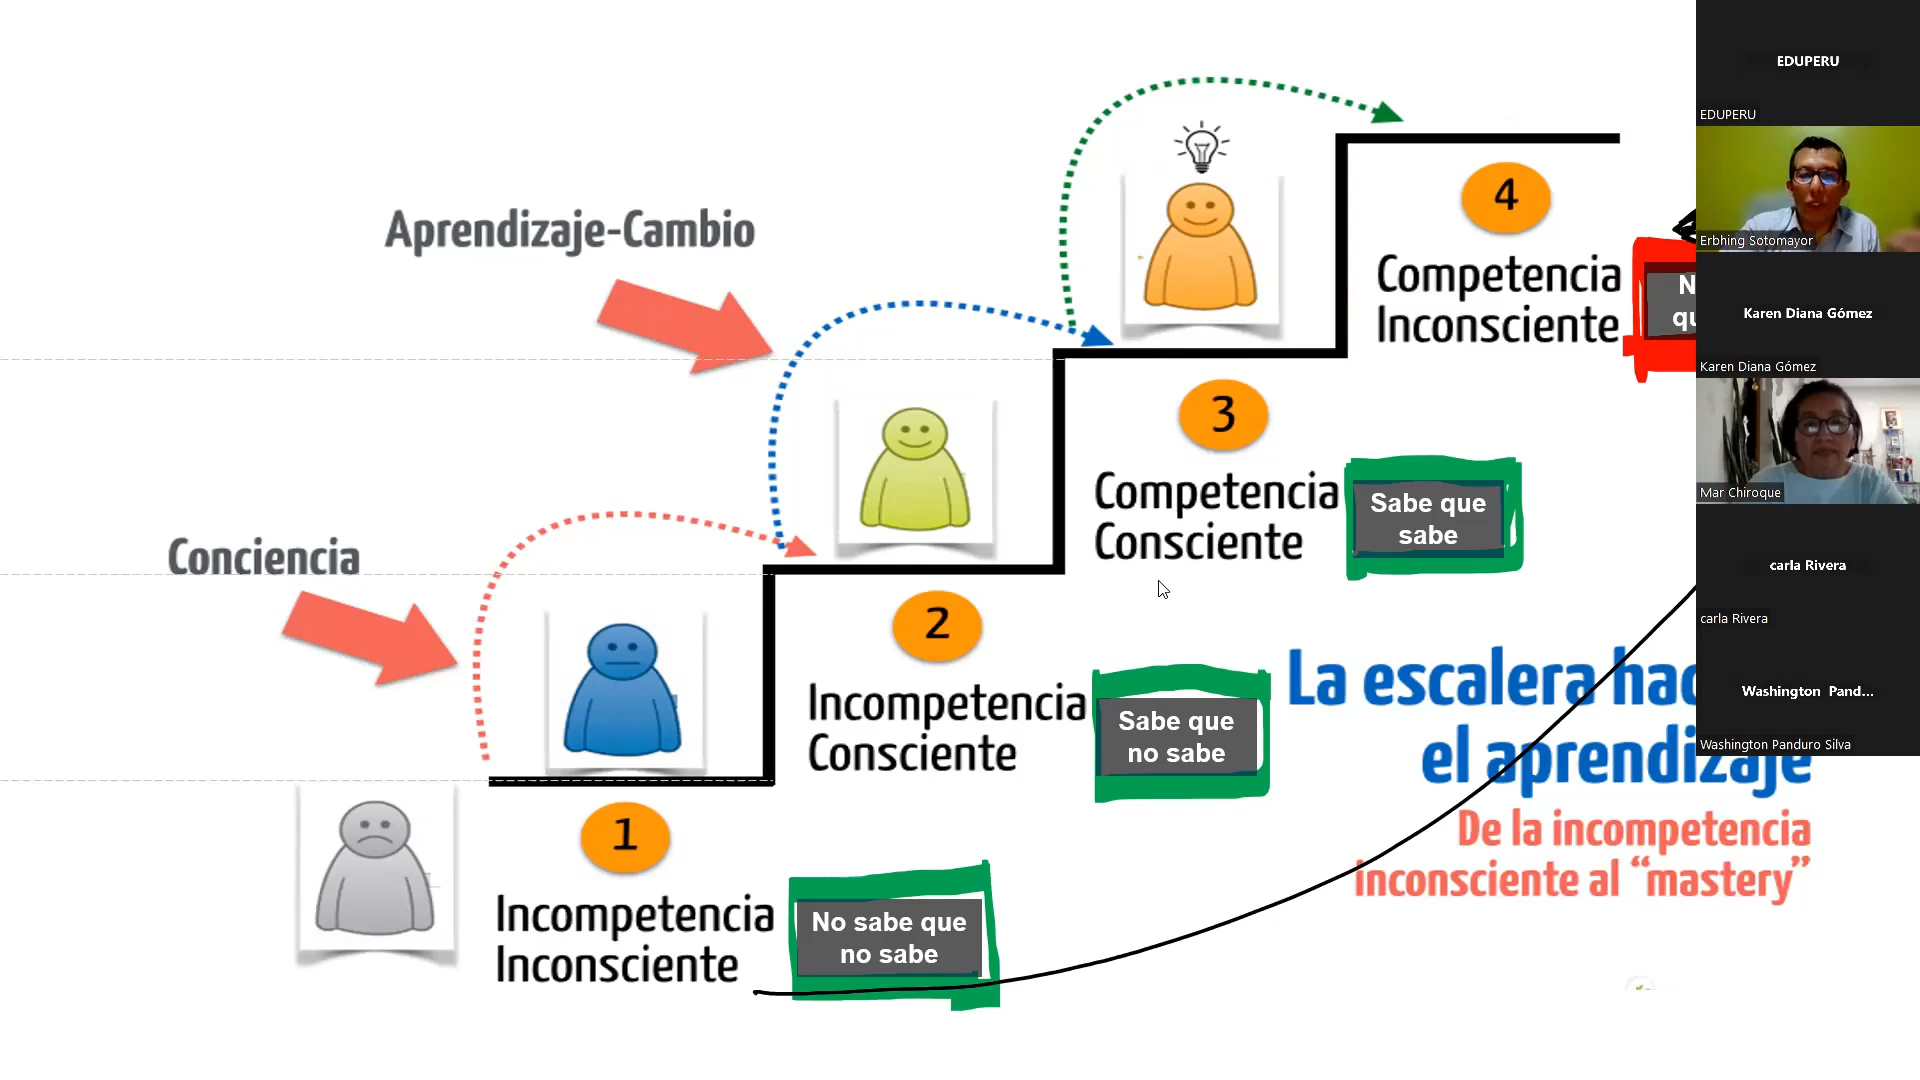 Aprendizaje-Cambio
Conciencia
4
Competencia
Inconsciente
N
qu
3
Competencia
Consciente
Sabe que
sabe
2
Incompetencia
Consciente
Sabe que
no sabe
1
Incompetencia
Inconsciente
No sabe que
no sabe
La escalera hac
el aprendizaje
De la incompetencia
inconsciente al “mastery”
EDUPERU
EDUPERU
Erbhing Sotomayor
Karen Diana Gómez
Karen Diana Gómez
Mar Chiroque
carla Rivera
carla Rivera
Washington Pand...
Washington Panduro Silva